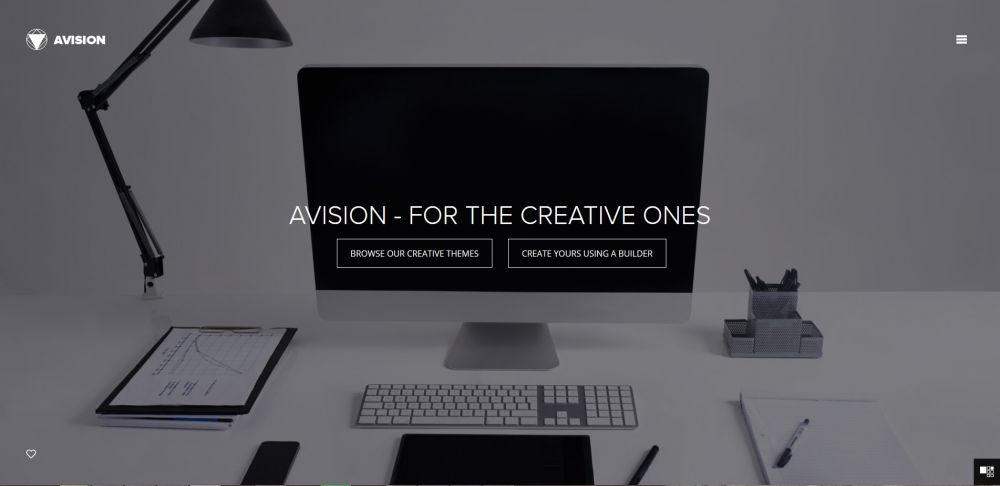 AVISION
AVISION - FOR THE CREATIVE ONES
BROWSE OUR CREATIVE THEMES
CREATE YOURS USING A BUILDER